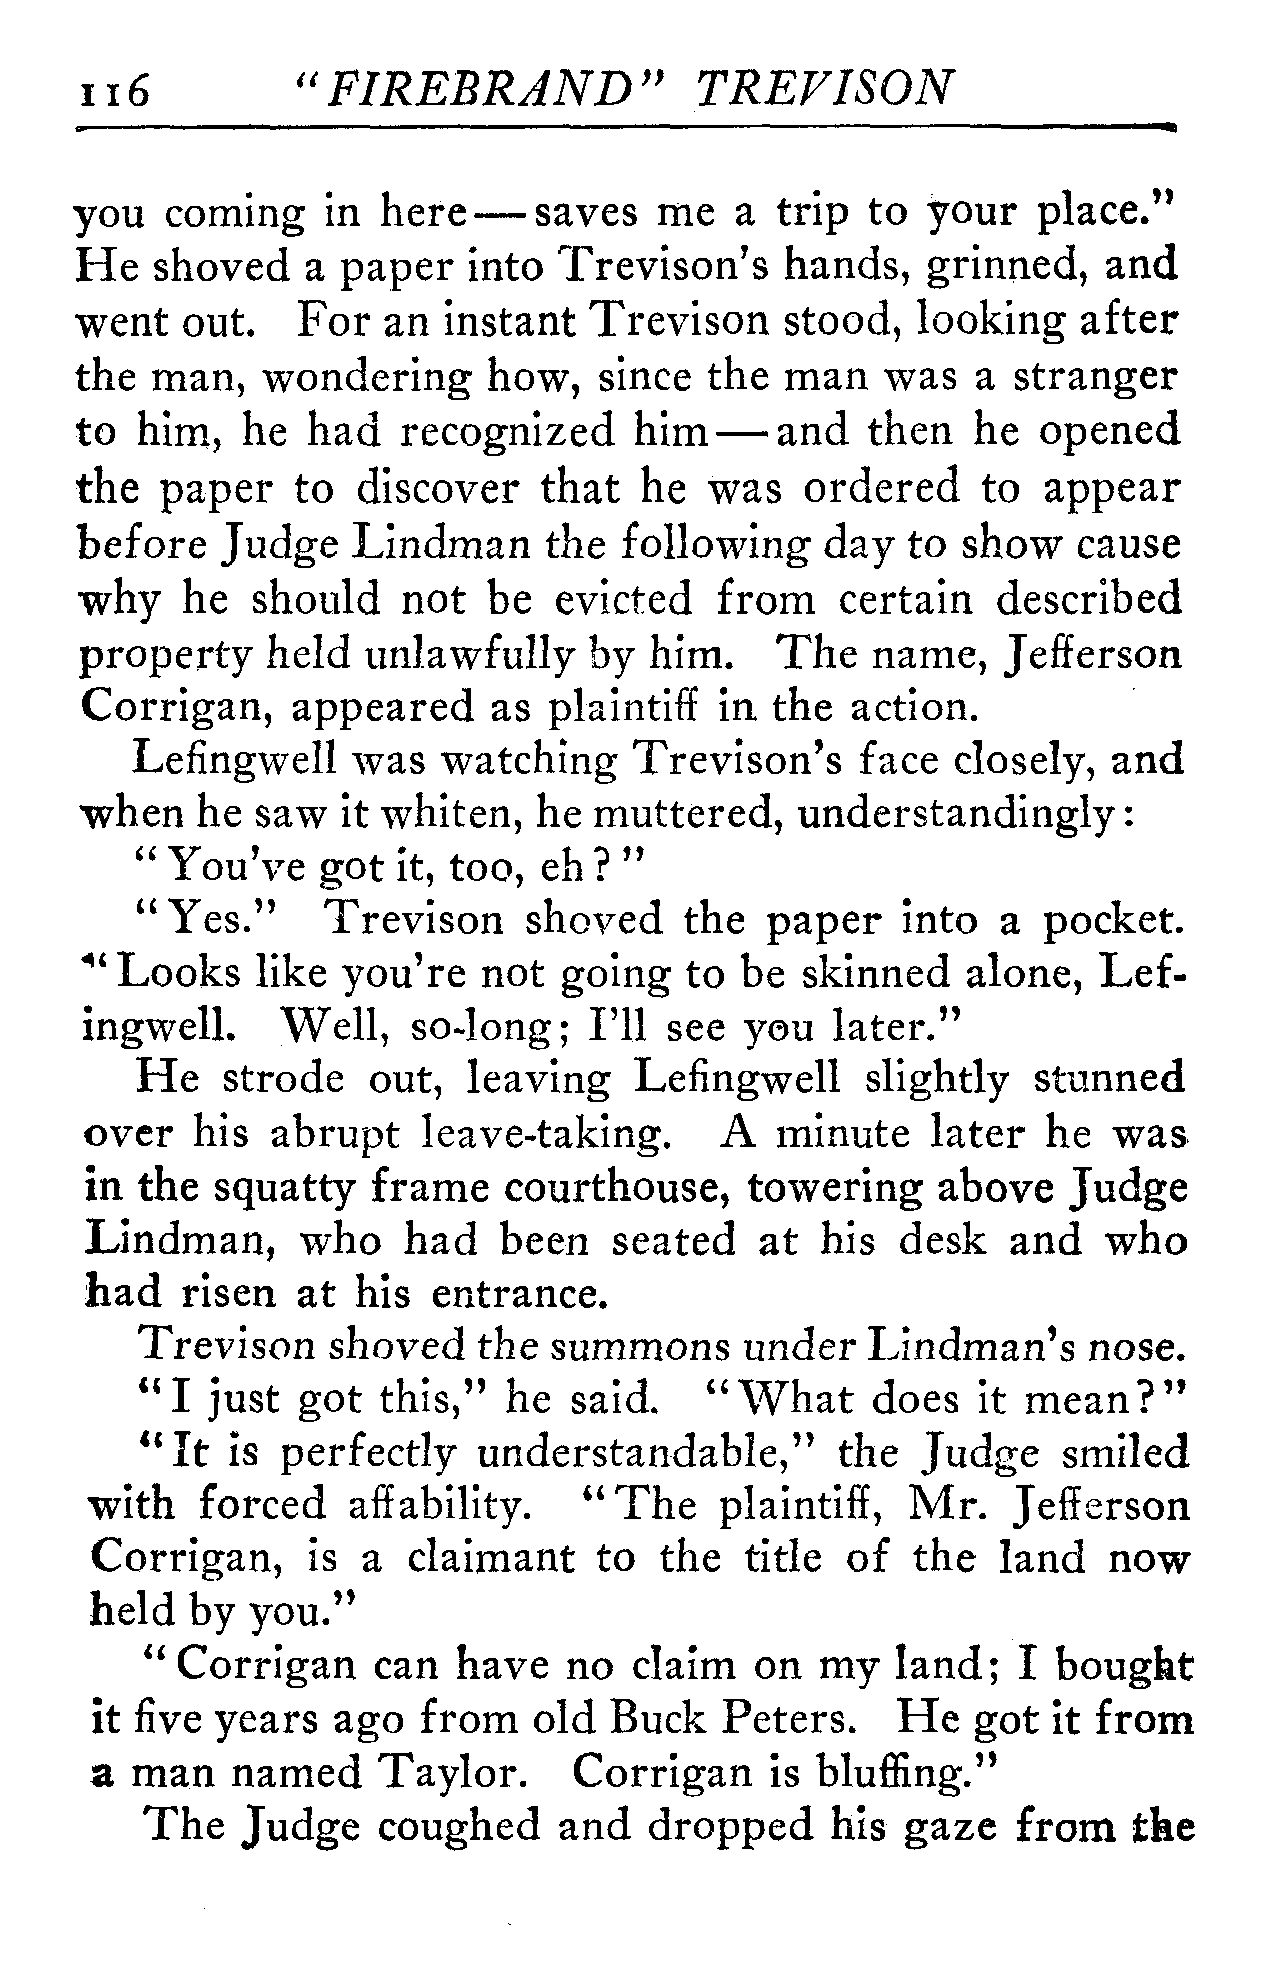 116 "FIREBRAND" TREVISON
you coming in here—saves me a trip to your place."
He shoved a paper into Trevison's hands, grinned, and
went out. For an instant Trevison stood, looking after
the man, wondering how, since the man was a stranger
to him, he had recognized him—and then he opened
the paper to discover that he was ordered to appear
before Judge Lindman the following day to show cause
why he should not be evicted from certain described
property held unlawfully by him. The name, Jefferson
Corrigan, appeared as plaintiff in the action.
Lefingwell was watching Trevison's face closely, and
when he saw it whiten, he muttered, understandingly:
"You've got it, too, eh?"
"Yes." Trevison shoved the paper into a pocket.
"Looks like you're not going to be skinned alone, Lef-
ingwell. Well, so-long; I'll see you later."
He strode out, leaving Lefingwell slightly stunned
over his abrupt leave-taking. A minute later he was
in the squatty frame courthouse, towering above Judge
Lindman, who had been seated at his desk and who
had risen at his entrance.
Trevison shoved the summons under Lindman's nose.
"I just got this," he said. "What does it mean?"
"It is perfectly understandable," the Judge smiled
with forced affability. "The plaintiff, Mr. Jefferson
Corrigan, is a claimant to the title of the land now
held by you."
"Corrigan can have no claim on my land; I bought
it five years ago from old Buck Peters. He got it from
a man named Taylor. Corrigan is bluffing."
The Judge coughed and dropped his gaze from the